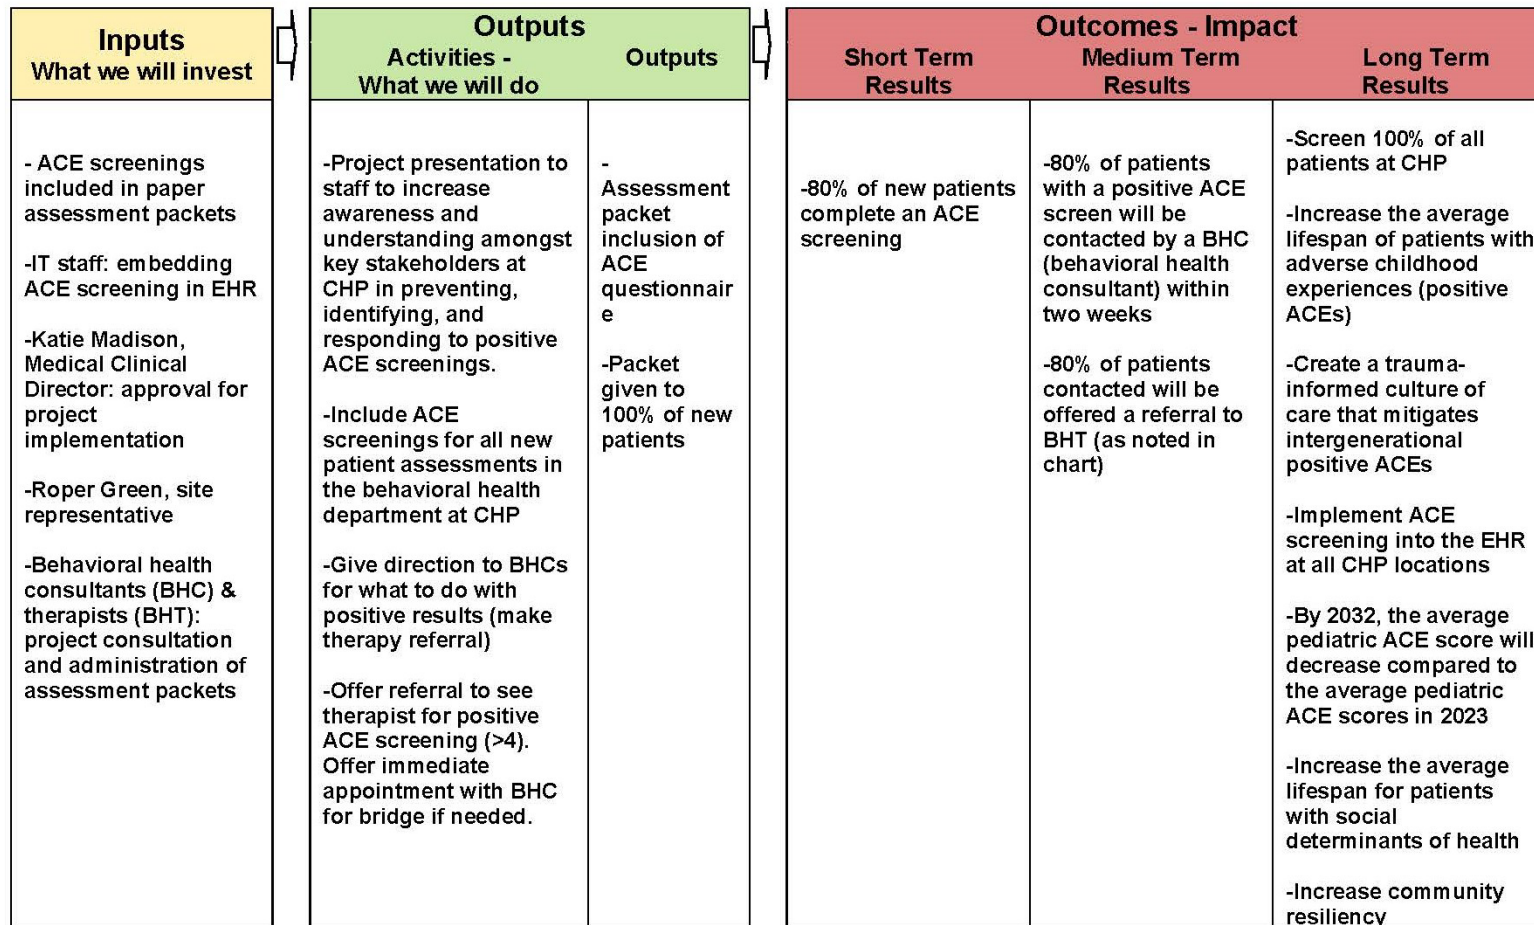 Inputs
What we will invest
- ACE screenings
included in paper
assessment packets
-IT staff: embedding
ACE screening in EHR
-Katie Madison,
Medical Clinical
Director: approval for
project
implementation
-Roper Green, site
representative
-Behavioral health
consultants (BHC) &
therapists (BHT):
project consultation
and administration of
assessment packets
Outputs
Activities -
What we will do
-Project presentation to
staff to increase
awareness and
understanding amongst
key stakeholders at
CHP in preventing,
identifying, and
responding to positive
ACE screenings.
-Include ACE
screenings for all new
patient assessments in
the behavioral health
department at CHP
-Give direction to BHCs
for what to do with
positive results (make
therapy referral)
-Offer referral to see
therapist for positive
ACE screening (>4).
Offer immediate
appointment with BHC
for bridge if needed.
Outputs
-
Assessment
packet
inclusion of
ACE
questionnair
e
-Packet
given to
100% of new
patients
Outcomes - Impact
Short Term
Results
-80% of new patients
complete an ACE
screening
Medium Term
Results
-80% of patients
with a positive ACE
screen will be
contacted by a BHC
(behavioral health
consultant) within
two weeks
-80% of patients
contacted will be
offered a referral to
BHT (as noted in
chart)
Long Term
Results
-Screen 100% of all
patients at CHP
-Increase the average
lifespan of patients with
adverse childhood
experiences (positive
ACEs)
-Create a trauma-
informed culture of
care that mitigates
intergenerational
positive ACEs
-Implement ACE
screening into the EHR
at all CHP locations
-By 2032, the average
pediatric ACE score will
decrease compared to
the average pediatric
ACE scores in 2023
-Increase the average
lifespan for patients
with social
determinants of health
-Increase community
resiliency